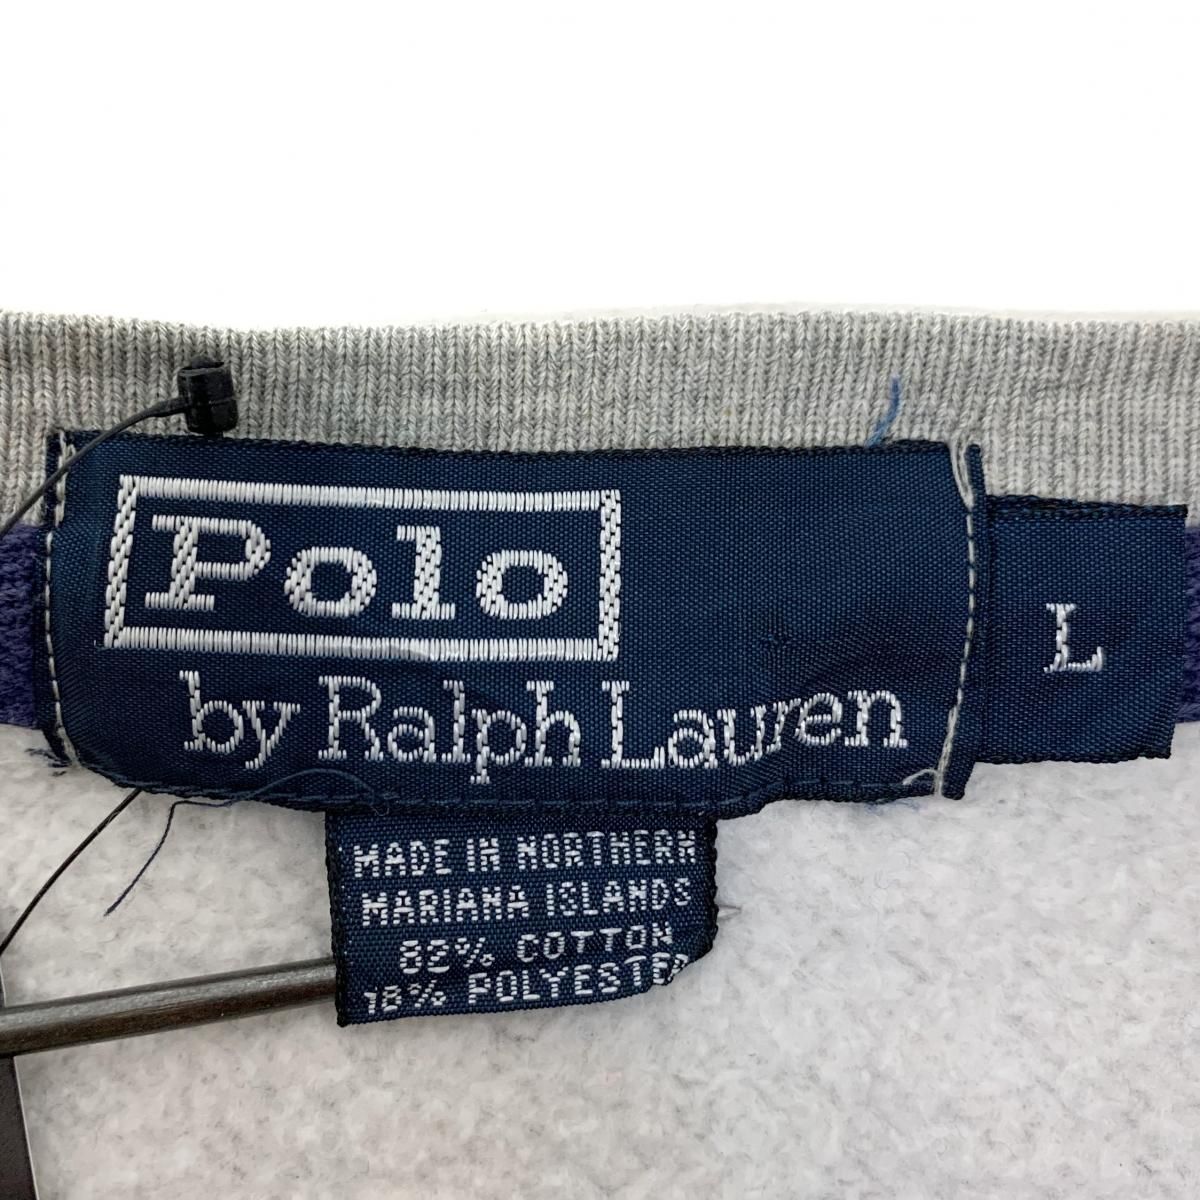 Polo
by Ralph Lauren
L
MADE IN NORTHERN
MARIANA ISLANDS
82% COTTON
18% POLYESTER